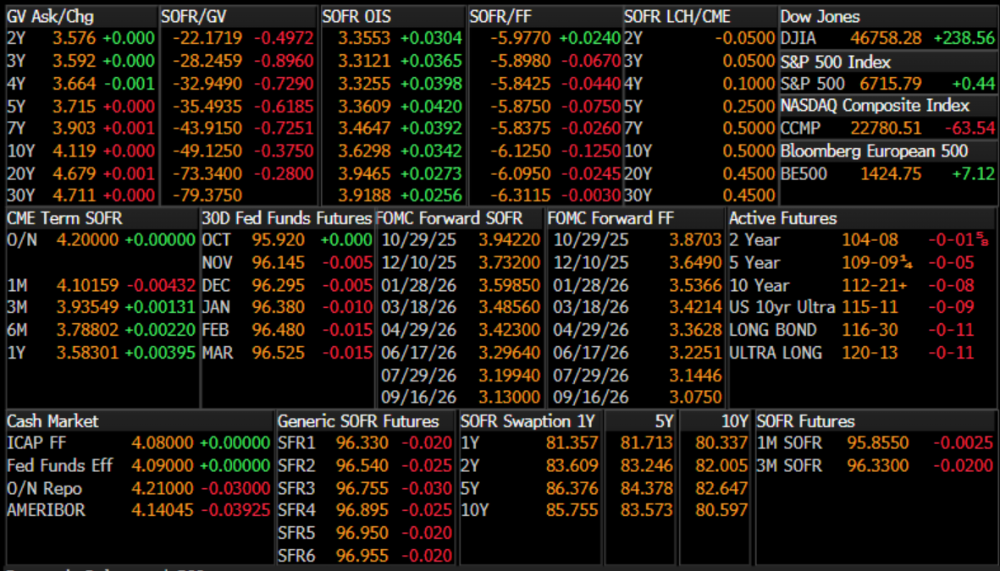 GV Ask/Chg SOFR/GV SOFR OIS SOFR/FF SOFR LCH/CME Dow Jones
2Y 3.576 +0.000 -22.1719 -0.4972 3.3553 +0.0304 -5.9770 +0.0240 2Y -0.0500 DJIA 46758.28 +238.56
3Y 3.592 +0.000 -28.2459 -0.8960 3.3121 +0.0365 -5.8980 -0.0670 3Y 0.0500 S&P 500 Index
4Y 3.664 -0.001 -32.9490 -0.7290 3.3255 +0.0398 -5.8425 -0.0440 4Y 0.1000 S&P 500 6715.79 +0.44
5Y 3.715 +0.000 -35.4935 -0.6185 3.3609 +0.0420 -5.8750 -0.0750 5Y 0.2500 NASDAQ Composite Index
7Y 3.903 +0.001 -43.9150 -0.7251 3.4647 +0.0392 -5.8375 -0.0260 7Y 0.5000 CCMP 22780.51 -63.54
10Y 4.119 +0.000 -49.1250 -0.3750 3.6298 +0.0342 -6.1250 -0.1250 10Y 0.5000 Bloomberg European 500
20Y 4.679 +0.001 -73.3400 -0.2800 3.9465 +0.0273 -6.0950 -0.0245 20Y 0.4500 BE500 1424.75 +7.12
30Y 4.711 +0.000 -79.3750 3.9188 +0.0256 -6.3115 -0.0030 30Y 0.4500
CME Term SOFR 30D Fed Funds Futures FOMC Forward SOFR FOMC Forward FF Active Futures
O/N 4.20000 +0.00000 OCT 95.920 +0.000 10/29/25 3.94220 10/29/25 3.8703 2 Year 104-08 -0-01⅝
NOV 96.145 -0.005 12/10/25 3.73200 12/10/25 3.6490 5 Year 109-09¼ -0-05
1M 4.10159 -0.00432 DEC 96.295 -0.005 01/28/26 3.59850 01/28/26 3.5366 10 Year 112-21+ -0-08
3M 3.93549 +0.00131 JAN 96.380 -0.010 03/18/26 3.48560 03/18/26 3.4214 US 10yr Ultra 115-11 -0-09
6M 3.78802 +0.00220 FEB 96.480 -0.015 04/29/26 3.42300 04/29/26 3.3628 LONG BOND 116-30 -0-11
1Y 3.58301 +0.00395 MAR 96.525 -0.015 06/17/26 3.29640 06/17/26 3.2251 ULTRA LONG 120-13 -0-11
07/29/26 3.19940 07/29/26 3.1446
09/16/26 3.13000 09/16/26 3.0750
Cash Market Generic SOFR Futures SOFR Swaption 1Y 5Y 10Y SOFR Futures
ICAP FF 4.08000 +0.00000 SFR1 96.330 -0.020 1Y 81.357 81.713 80.337 1M SOFR 95.8550 -0.0025
Fed Funds Eff 4.09000 +0.00000 SFR2 96.540 -0.025 2Y 83.609 83.246 82.005 3M SOFR 96.3300 -0.0200
O/N Repo 4.21000 -0.03000 SFR3 96.755 -0.030 5Y 86.376 84.378 82.647
AMERIBOR 4.14045 -0.03925 SFR4 96.895 -0.025 10Y 85.755 83.573 80.597
SFR5 96.950 -0.020
SFR6 96.955 -0.020